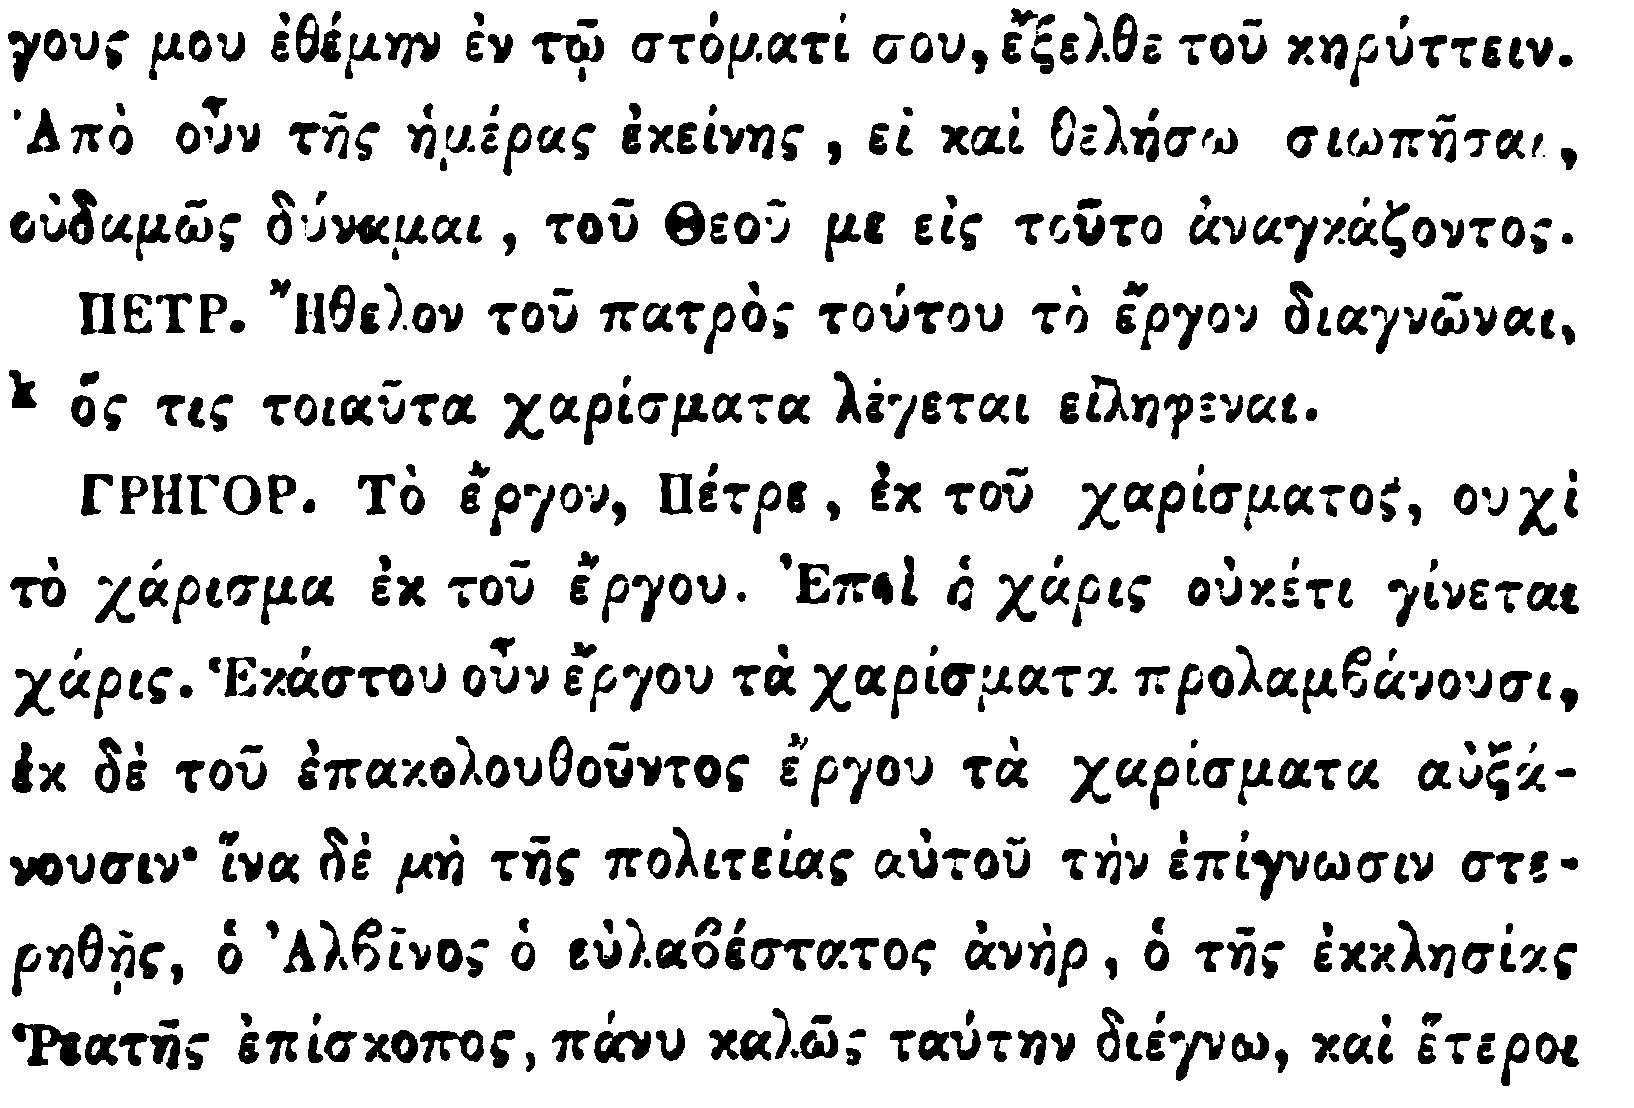 γους μου ἐθέμην ἐν τῷ στόματί σου, ἔξελθε τοῦ κηρύττειν.
Ἀπὸ οὖν τῆς ἡμέρας ἐκείνης, εἰ καὶ θελήσω σιωπῆσαι,
οὐδαμῶς δύναμαι, τοῦ Θεοῦ με εἰς τοῦτο ἀναγκάζοντος.
ΠΕΤΡ. Ἤθελον τοῦ πατρὸς τούτου τὸ ἔργον διαγνῶναι,
k ὅς τις τοιαῦτα χαρίσματα λέγεται εἰληφέναι.
ΓΡΗΓΟΡ. Τὸ ἔργον, Πέτρε, ἐκ τοῦ χαρίσματος, ουχὶ
τὸ χάρισμα ἐκ τοῦ ἔργου. Ἐπεὶ ἡ χάρις οὐκέτι γίνεται
χάρις. Ἑκάστου οὖν ἔργου τὰ χαρίσματα προλαμβάνουσι,
ἐκ δὲ τοῦ ἐπακολουθοῦντος ἔργου τὰ χαρίσματα αὐξά-
νουσιν· ἵνα δὲ μὴ τῆς πολιτείας αὐτοῦ τὴν ἐπίγνωσιν στε-
ρηθῇς, ὁ Ἀλβῖνος ὁ εὐλαβέστατος ἀνὴρ, ὁ τῆς ἐκκλησίας
Ῥεατῆς ἐπίσκοπος, πάνυ καλῶς ταύτην διέγνω, καὶ ἕτεροι